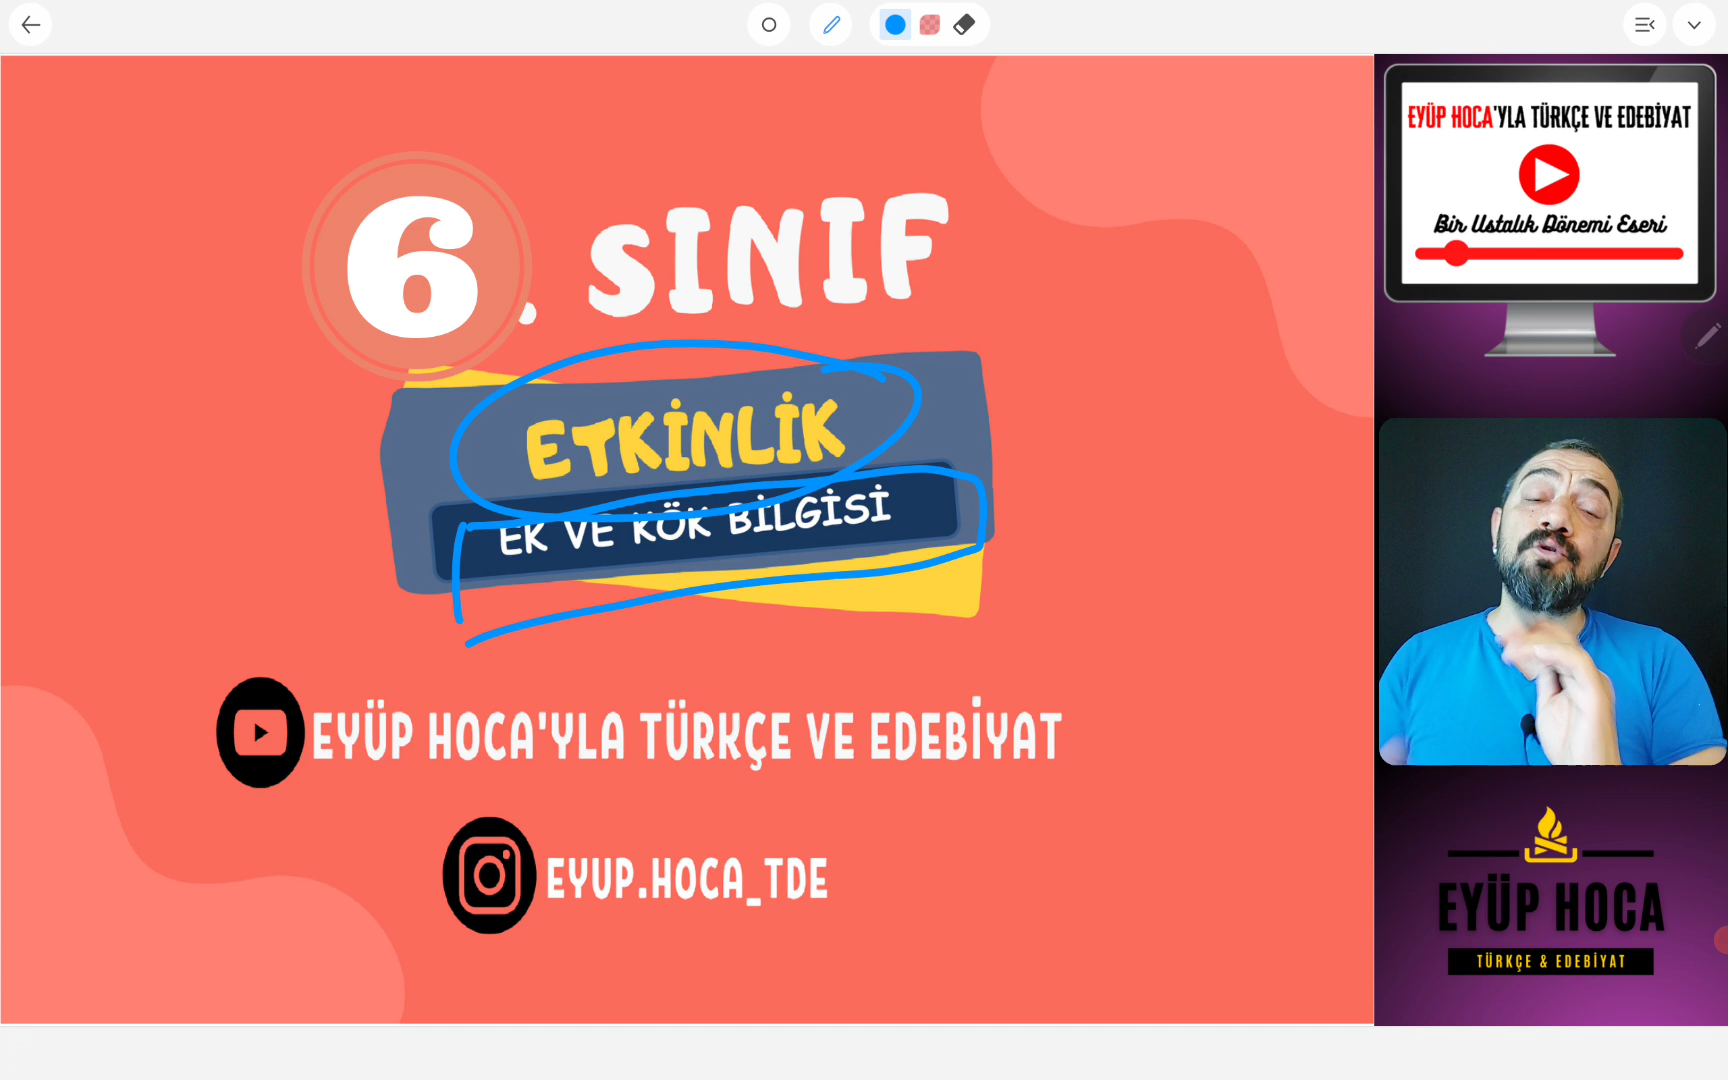 6. SINIF
ETKİNLİK
EK VE KÖK BİLGİSİ
EYÜP HOCA'YLA TÜRKÇE VE EDEBİYAT
EYUP.HOCA_TDE
EYÜP HOCA'YLA TÜRKÇE VE EDEBİYAT
Bir Ustalık Dönemi Eseri
EYÜP HOCA
TÜRKÇE & EDEBİYAT